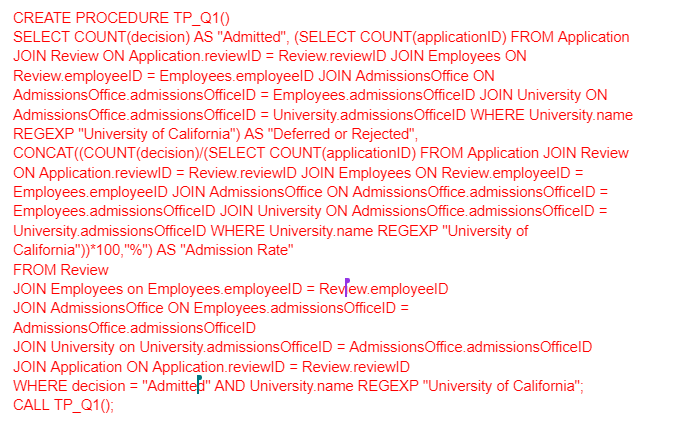 CREATE PROCEDURE TP_Q1()
SELECT COUNT(decision) AS "Admitted", (SELECT COUNT(applicationID) FROM Application
JOIN Review ON Application.reviewID = Review.reviewID JOIN Employees ON
Review.employeeID = Employees.employeeID JOIN AdmissionsOffice ON
AdmissionsOffice.admissionsOfficeID = Employees.admissionsOfficeID JOIN University ON
AdmissionsOffice.admissionsOfficeID = University.admissionsOfficeID WHERE University.name
REGEXP "University of California") AS "Deferred or Rejected",
CONCAT((COUNT(decision)/(SELECT COUNT(applicationID) FROM Application JOIN Review
ON Application.reviewID = Review.reviewID JOIN Employees ON Review.employeeID =
Employees.employeeID JOIN AdmissionsOffice ON AdmissionsOffice.admissionsOfficeID =
Employees.admissionsOfficeID JOIN University ON AdmissionsOffice.admissionsOfficeID =
University.admissionsOfficeID WHERE University.name REGEXP "University of
California"))*100,"%") AS "Admission Rate"
FROM Review
JOIN Employees on Employees.employeeID = Review.employeeID
JOIN AdmissionsOffice ON Employees.admissionsOfficeID =
AdmissionsOffice.admissionsOfficeID
JOIN University on University.admissionsOfficeID = AdmissionsOffice.admissionsOfficeID
JOIN Application ON Application.reviewID = Review.reviewID
WHERE decision = "Admitted" AND University.name REGEXP "University of California";
CALL TP_Q1();